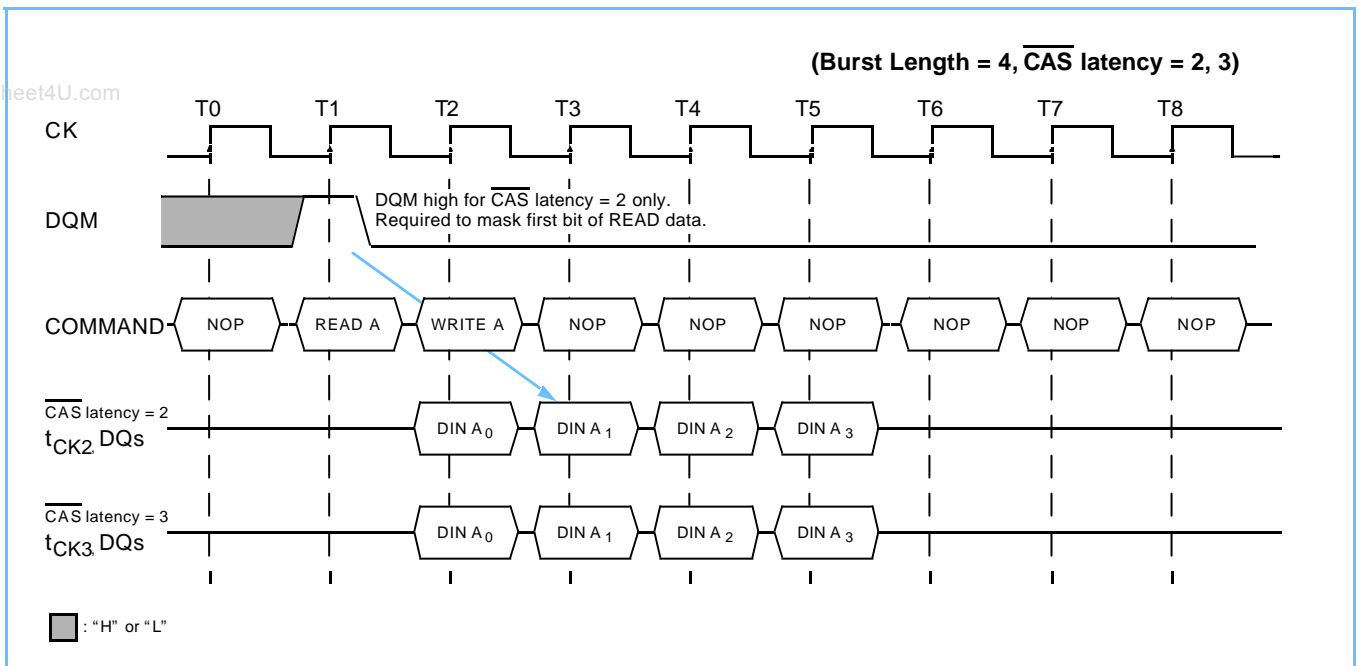 (Burst Length = 4, CAS latency = 2, 3)
heet4U.com
T0 T1 T2 T3 T4 T5 T6 T7 T8
CK
DQM high for CAS latency = 2 only.
Required to mask first bit of READ data.
DQM
COMMAND NOP READ A WRITE A NOP NOP NOP NOP NOP NOP
CAS latency = 2
tCK2, DQs DIN A0 DIN A1 DIN A2 DIN A3
CAS latency = 3
tCK3, DQs DIN A0 DIN A1 DIN A2 DIN A3
: "H" or "L"